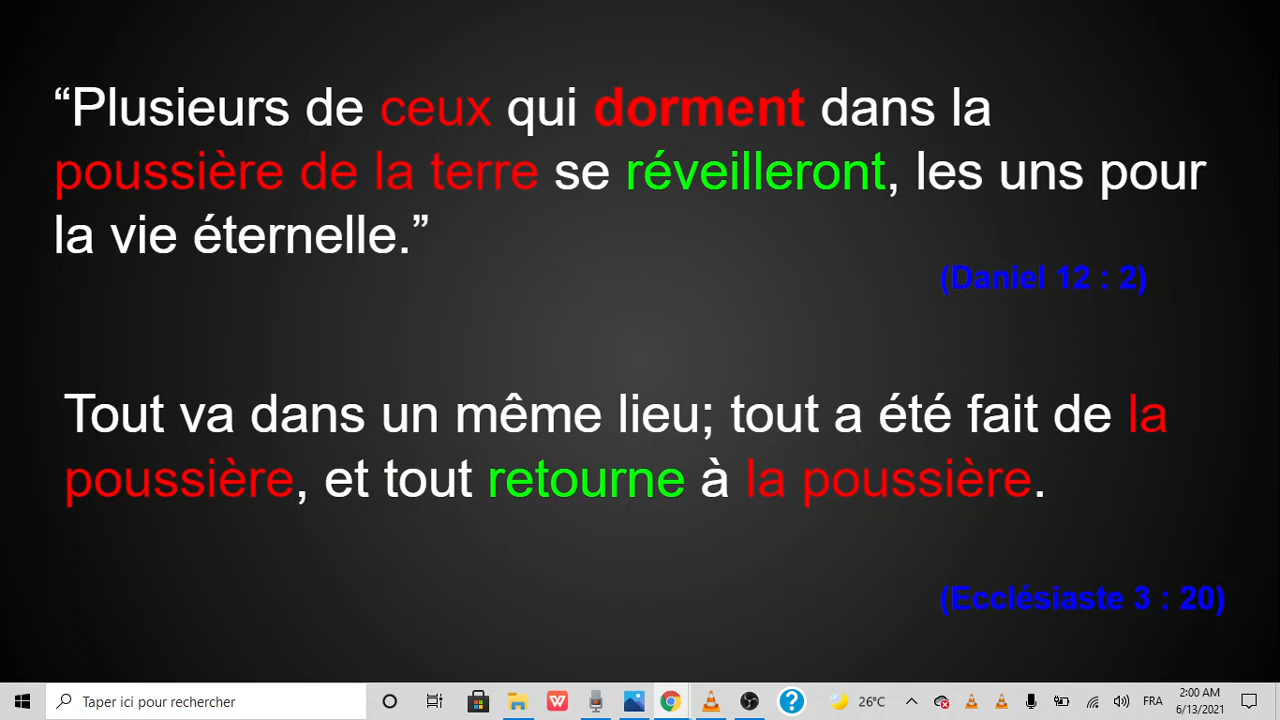 “Plusieurs de ceux qui dorment dans la
poussière de la terre se réveilleront, les uns pour
la vie éternelle.”
(Daniel 12 : 2)
Tout va dans un même lieu; tout a été fait de la
poussière, et tout retourne à la poussière.
(Ecclésiaste 3 : 20)
Taper ici pour rechercher
26°C
FRA
2:00 AM
6/13/2021